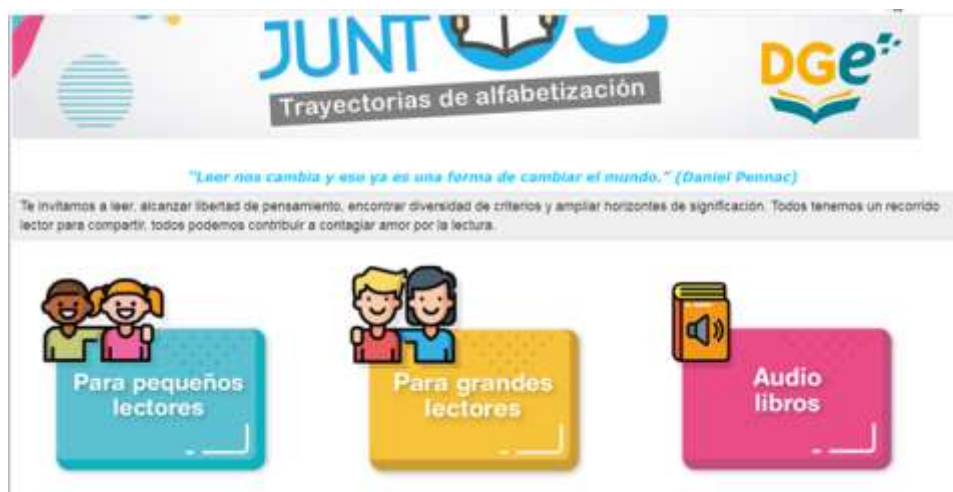 JUNTOS
Trayectorias de alfabetización
DGe
"Leer nos cambia y eso ya es una forma de cambiar el mundo." (Daniel Pennac)
Te invitamos a leer, alcanzar libertad de pensamiento, encontrar diversidad de criterios y ampliar horizontes de significación. Todos tenemos un recorrido
lector para compartir, todos podemos contribuir a contagiar amor por la lectura.
Para pequeños
lectores
Para grandes
lectores
Audio
libros